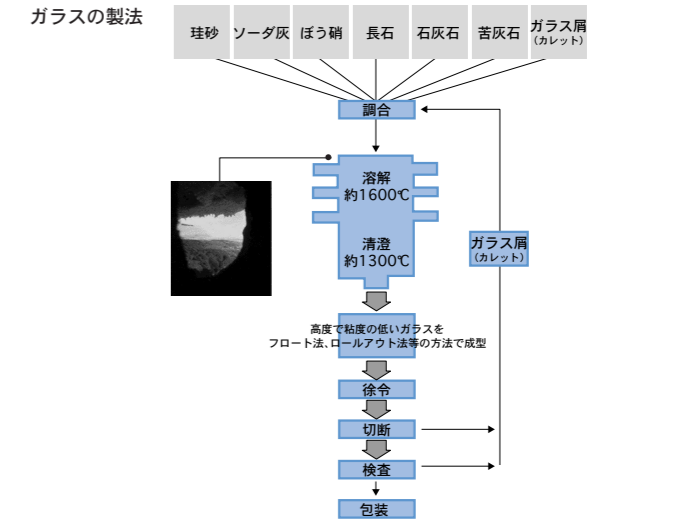 ガラスの製法
珪砂
ソーダ灰
ほう硝
長石
石灰石
苦灰石
ガラス屑
(カレット)
調合
溶解
約1600℃
清澄
約1300℃
ガラス屑
(カレット)
高度で粘度の低いガラスを
フロート法、ロールアウト法等の方法で成型
徐令
切断
検査
包装